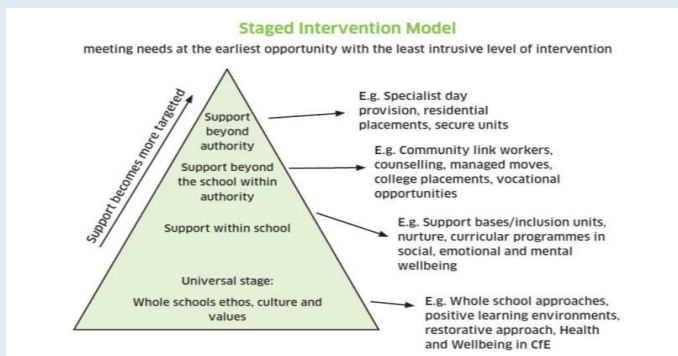 Staged Intervention Model
meeting needs at the earliest opportunity with the least intrusive level of intervention
Support becomes more targeted
Support
beyond
authority
E.g. Specialist day
provision, residential
placements, secure units
Support beyond
the school within
authority
E.g. Community link workers,
counselling, managed moves,
college placements, vocational
opportunities
Support within school
E.g. Support bases/inclusion units,
nurture, curricular programmes in
social, emotional and mental
wellbeing
Universal stage:
Whole schools ethos, culture and
values
E.g. Whole school approaches,
positive learning environments,
restorative approach, Health
and Wellbeing in CfE